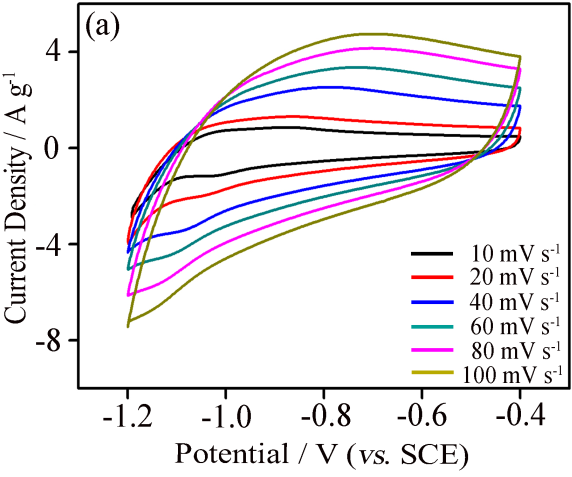 (a)
4
0
-4
-8
Current Density / A g⁻¹
10 mV s⁻¹
20 mV s⁻¹
40 mV s⁻¹
60 mV s⁻¹
80 mV s⁻¹
100 mV s⁻¹
-1.2 -1.0 -0.8 -0.6 -0.4
Potential / V (vs. SCE)